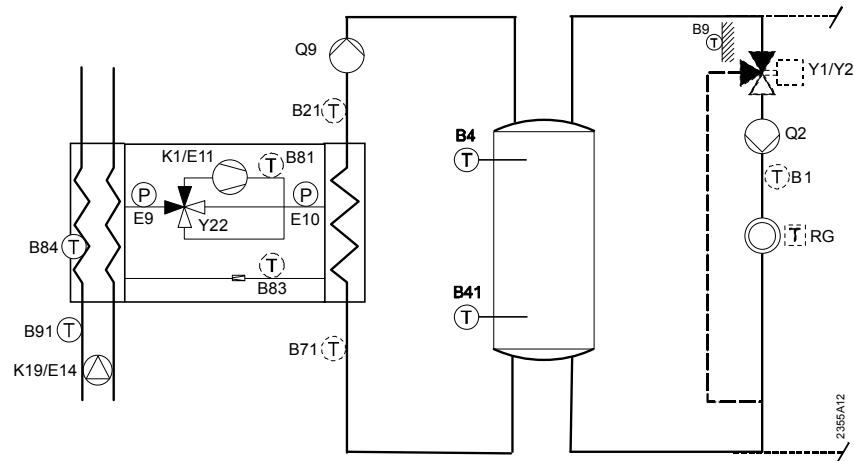 B9
T
Q9
Y1/Y2
B21 T
B4
T
Q2
K1/E11
T B81
T B1
P
P
E9
Y22
E10
B84 T
T RG
T
B83
B41
T
B91 T
B71 T
K19/E14
2355A12